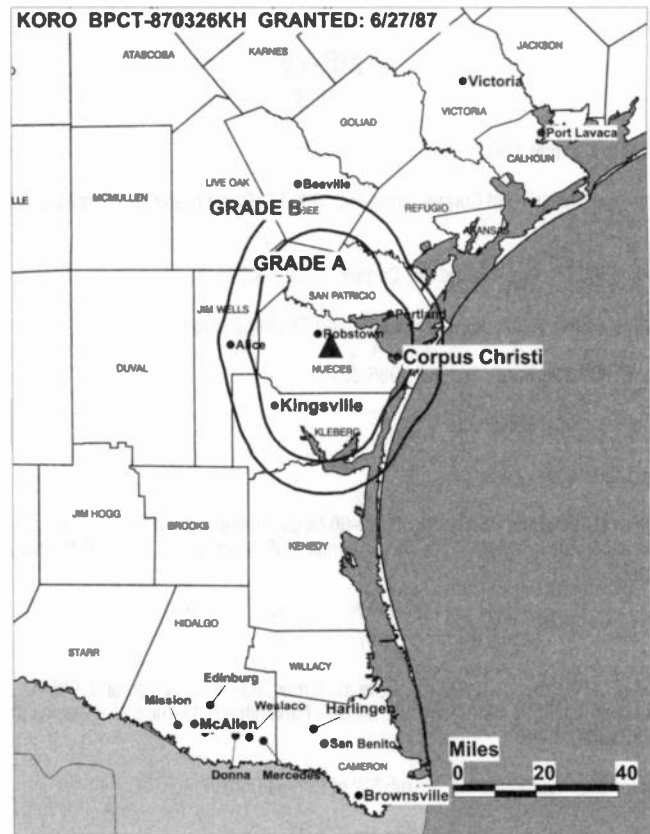 KORO BPCT-870326KH GRANTED: 6/27/87
JACKSON
KARNES
ATASCOSA
Victoria
VICTORIA
GOLIAD
Port Lavaca
CALHOUN
LIVE OAK
Beeville
MCMULLEN
LLE
GRADE B
BEE
REFUGIO
ARANSAS
GRADE A
SAN PATRICIO
JIM WELLS
Portland
Robstown
Alice
Corpus Christi
DUVAL
NUECES
Kingsville
KLEBERG
JIM HOGG
BROOKS
KENEDY
HIDALGO
STARR
WILLACY
Edinburg
Mission
Weslaco
Harlingen
McAllen
San Benito
Miles
Donna
Mercedes
CAMERON
0 20 40
Brownsville